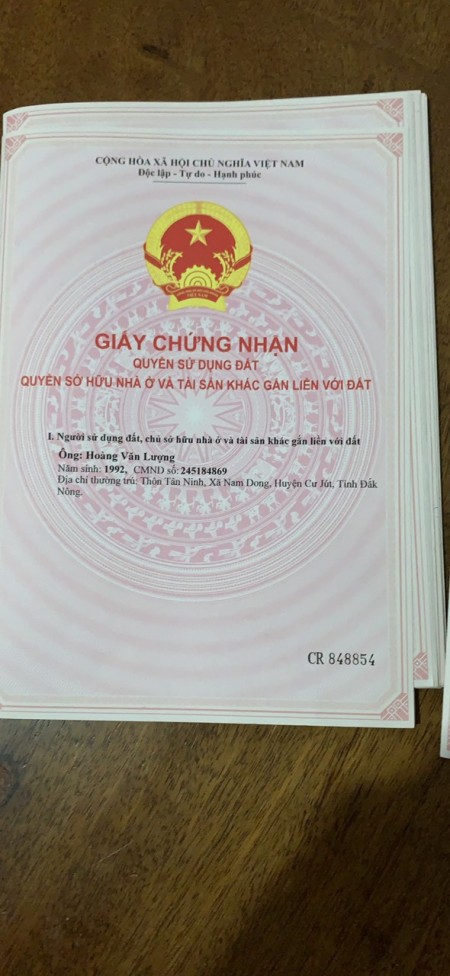 CỘNG HÒA XÃ HỘI CHỦ NGHĨA VIỆT NAM
Độc lập - Tự do - Hạnh phúc
VIỆT NAM
GIẤY CHỨNG NHẬN
QUYỀN SỬ DỤNG ĐẤT
QUYỀN SỞ HỮU NHÀ Ở VÀ TÀI SẢN KHÁC GẮN LIỀN VỚI ĐẤT
I. Người sử dụng đất, chủ sở hữu nhà ở và tài sản khác gắn liền với đất
Ông: Hoàng Văn Lượng
Năm sinh: 1992, CMND số: 245184869
Địa chỉ thường trú: Thôn Tân Ninh, Xã Nam Dong, Huyện Cư Jút, Tỉnh Đắk
Nông.
CR 848854